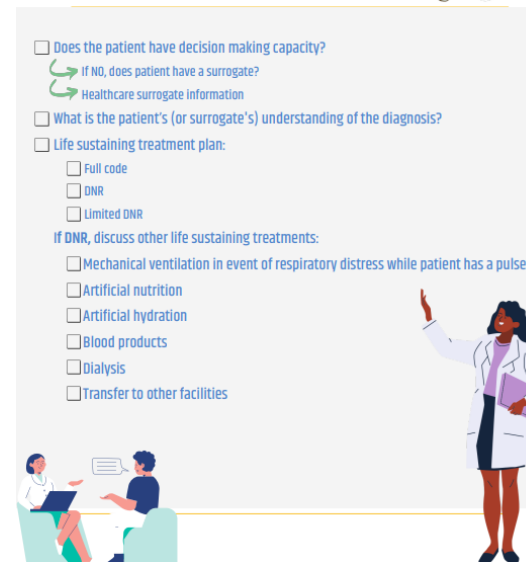 Does the patient have decision making capacity?
If NO, does patient have a surrogate?
Healthcare surrogate information
What is the patient's (or surrogate's) understanding of the diagnosis?
Life sustaining treatment plan:
Full code
DNR
Limited DNR
If DNR, discuss other life sustaining treatments:
Mechanical ventilation in event of respiratory distress while patient has a pulse
Artificial nutrition
Artificial hydration
Blood products
Dialysis
Transfer to other facilities